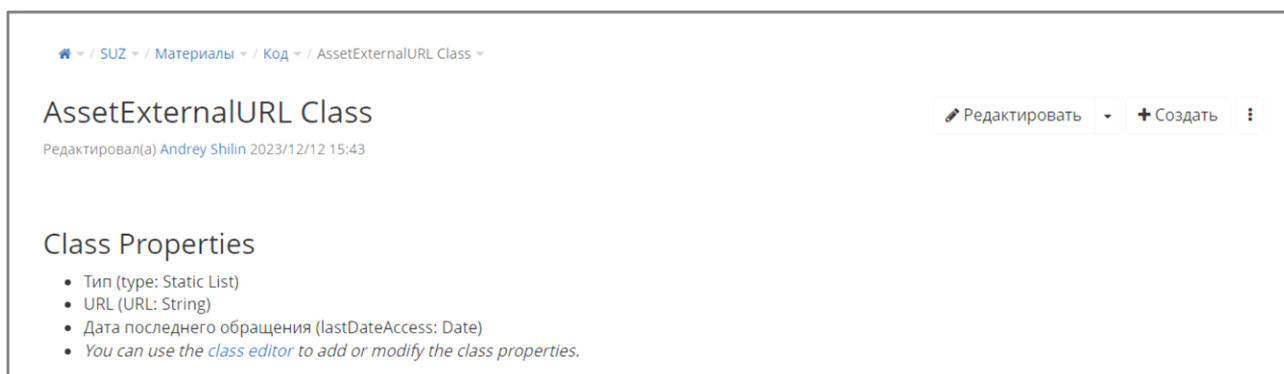 / SUZ / Материалы / Код / AssetExternalURL Class
AssetExternalURL Class
Редактировать
Создать
Редактировал(а) Andrey Shilin 2023/12/12 15:43
Class Properties
Тип (type: Static List)
URL (URL: String)
Дата последнего обращения (lastDateAccess: Date)
You can use the class editor to add or modify the class properties.